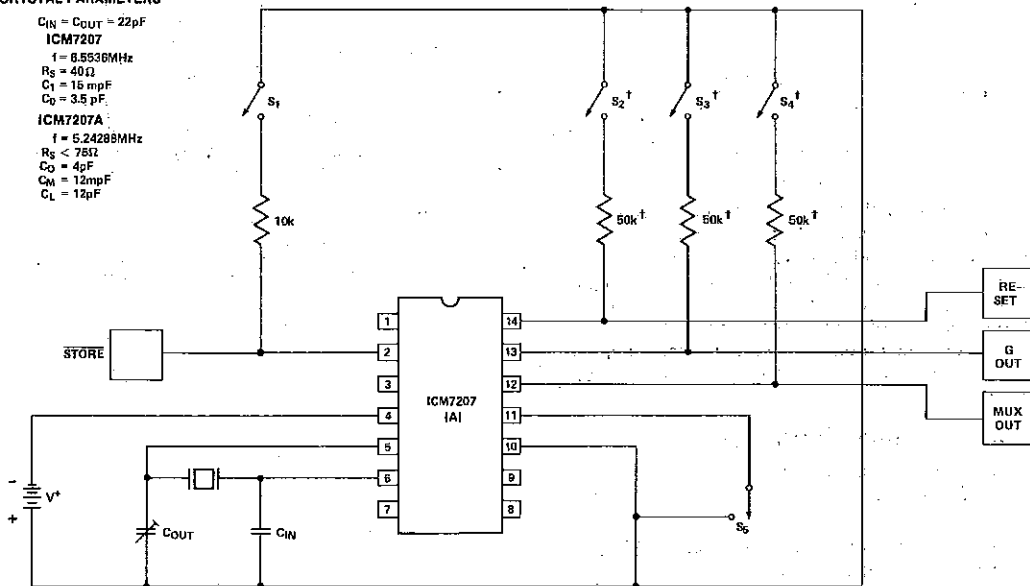 CRYSTAL PARAMETERS
CIN = COUT = 22pF
ICM7207
f = 6.5536MHz
RS = 40Ω
C1 = 15 mpF
C0 = 3.5 pF
ICM7207A
f = 5.24288MHz
RS < 75Ω
CO = 4pF
CM = 12mpF
CL = 12pF
S1
S2†
S3†
S4†
10k
50k†
50k†
50k†
STORE
RE-
SET
G
OUT
MUX
OUT
ICM7207
(A)
1
2
3
4
5
6
7
14
13
12
11
10
9
8
-
V+
+
COUT
CIN
S5